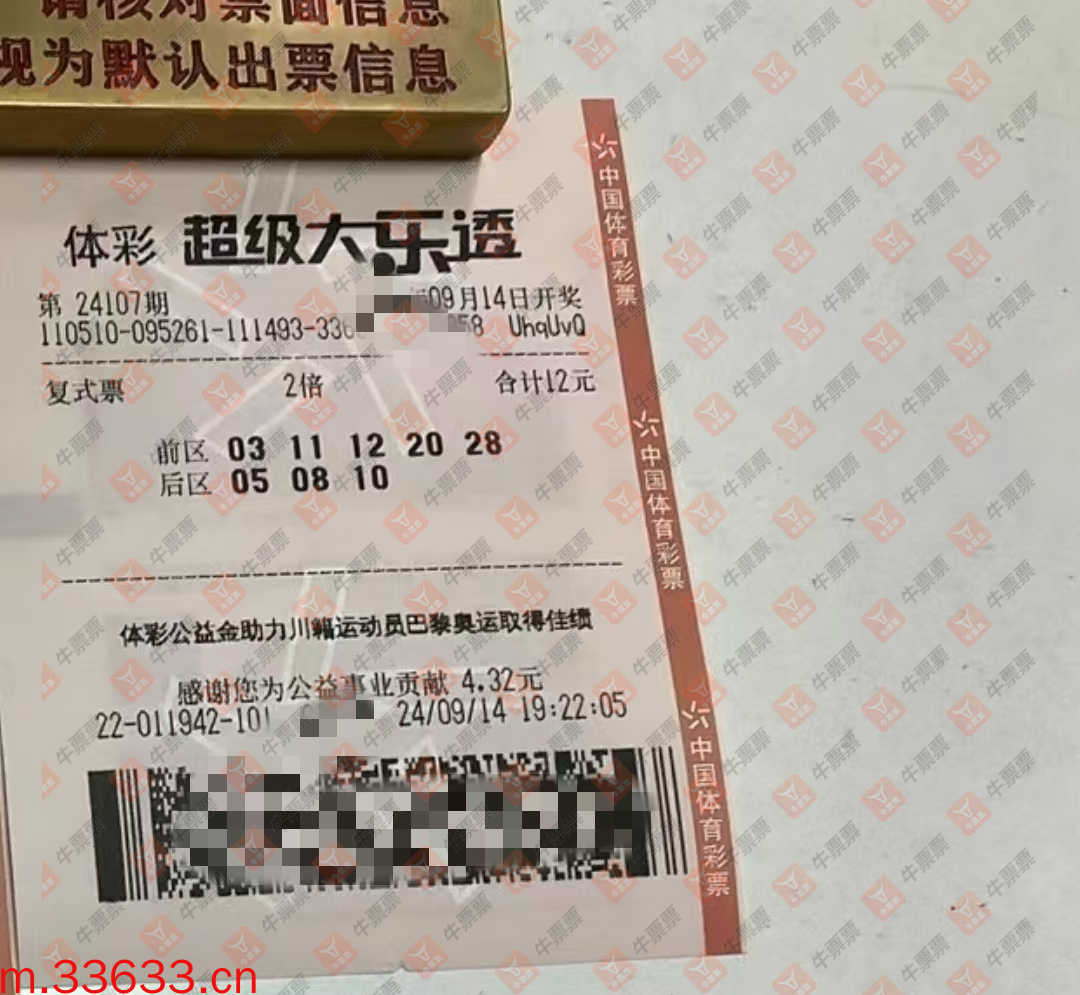 请核对票面信息
视为默认出票信息
体彩 超级大乐透
第 24107期 年09月14日开奖
110510-095261-111493-336 058 UhqUvQ
复式票 2倍 合计12元
前区 03 11 12 20 28
后区 05 08 10
体彩公益金助力川籍运动员巴黎奥运取得佳绩
感谢您为公益事业贡献 4.32元
22-011942-101 24/09/14 19:22:05
中国体育彩票
中国体育彩票
中国体育彩票
牛票票
m.33633.cn